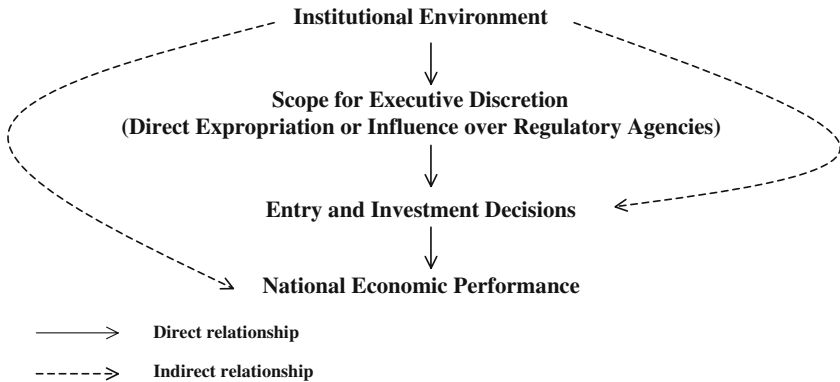 Institutional Environment
Scope for Executive Discretion
(Direct Expropriation or Influence over Regulatory Agencies)
Entry and Investment Decisions
National Economic Performance
Direct relationship
Indirect relationship